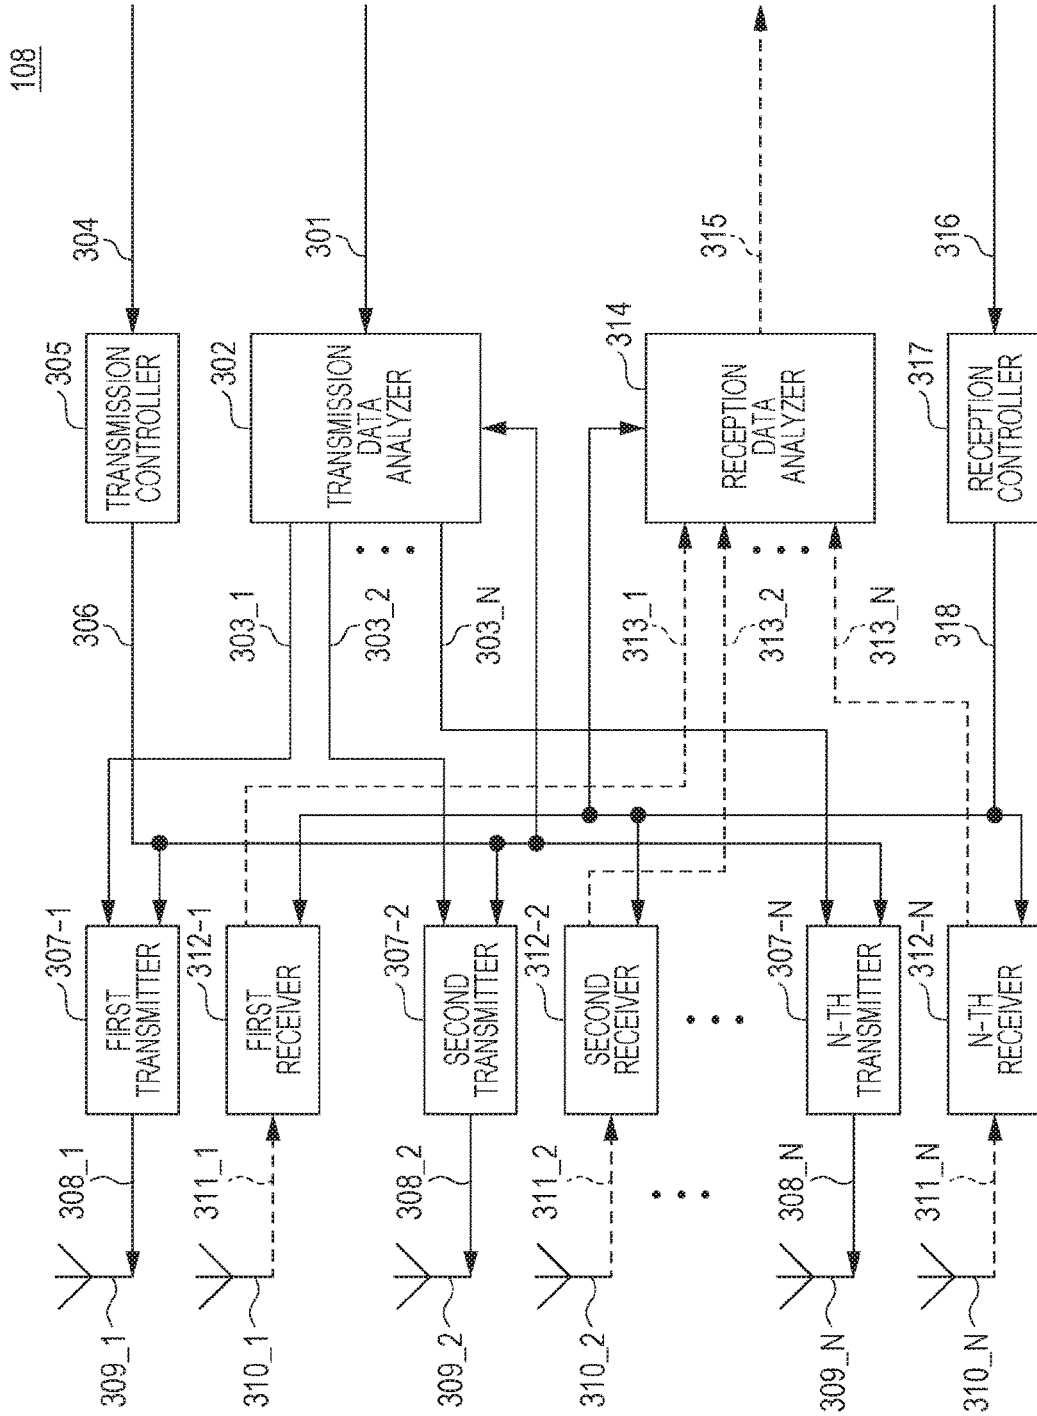 108
304
305
TRANSMISSION
CONTROLLER
306
301
302
TRANSMISSION
DATA
ANALYZER
303_1
303_2
303_N
315
314
RECEPTION
DATA
ANALYZER
313_1
313_2
313_N
316
317
RECEPTION
CONTROLLER
318
307-1
FIRST
TRANSMITTER
308_1
309_1
312-1
FIRST
RECEIVER
311_1
310_1
307-2
SECOND
TRANSMITTER
308_2
309_2
312-2
SECOND
RECEIVER
311_2
310_2
307-N
N-TH
TRANSMITTER
308_N
309_N
312-N
N-TH
RECEIVER
311_N
310_N